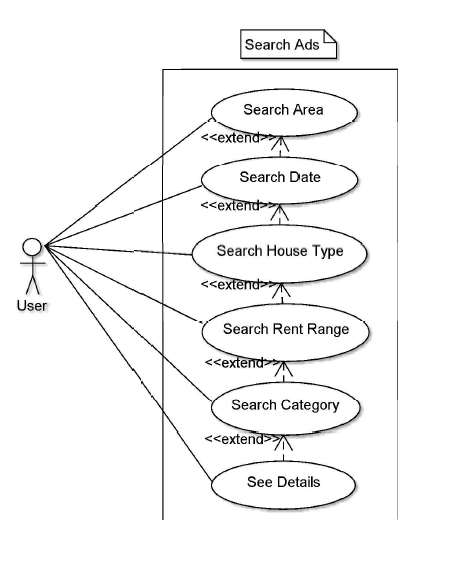 Search Ads
Search Area
<<extend>>
Search Date
<<extend>>
Search House Type
<<extend>>
Search Rent Range
<<extend>>
Search Category
<<extend>>
See Details
User